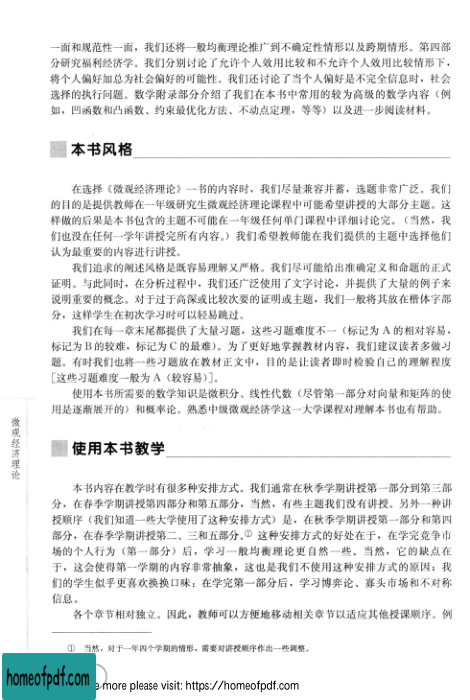 一面和规范性一面，我们还将一般均衡理论推广到不确定性情形以及跨期情形。第四部
分研究福利经济学。我们分别讨论了允许个人效用比较和不允许个人效用比较情形下，
将个人偏好加总为社会偏好的可能性。我们还讨论了当个人偏好是不完全信息时，社会
选择的执行问题。数学附录部分介绍了我们在本书中常用的较为高级的数学内容（例
如，凹函数和凸函数、约束最优化方法、不动点定理，等等）以及进一步阅读材料。
本书风格
在选择《微观经济理论》一书的内容时，我们尽量兼容并蓄，选题非常广泛。我们
的目的是提供教师在一年级研究生微观经济理论课程中可能希望讲授的大部分主题。这
样做的后果是本书包含的主题不可能在一年级任何单门课程中详细讨论完。（当然，我
们也没在任何一学年讲授完所有内容。）我们希望教师能在我们提供的主题中选择他们
认为最重要的内容进行讲授。
我们追求的阐述风格是既容易理解又严格。我们尽可能给出准确定义和命题的正式
证明。与此同时，在分析过程中，我们还广泛使用了文字讨论，并提供了大量的例子来
说明重要的概念。对于过于高深或比较次要的证明或主题，我们一般将其放在楷体字部
分，这样学生在初次学习时可以轻易跳过。
我们在每一章末尾都提供了大量习题，这些习题难度不一（标记为 A 的相对容易，
标记为 B 的较难，标记为 C 的最难）。为了更好地掌握教材内容，我们建议读者多做习
题。有时我们也将一些习题放在教材正文中，目的是让读者即时检验自己的理解程度
［这些习题难度一般为 A（较容易）］。
使用本书所需要的数学知识是微积分、线性代数（尽管第一部分对向量和矩阵的使
用是逐渐展开的）和概率论。熟悉中级微观经济学这一大学课程对理解本书也有帮助。
微观经济理论
使用本书教学
本书内容在教学时有很多种安排方式。我们通常在秋季学期讲授第一部分到第三部
分，在春季学期讲授第四部分和第五部分，当然，有些主题我们没有讲授。另外一种讲
授顺序（我们知道一些大学使用了这种安排方式）是，在秋季学期讲授第一部分和第四
部分，在春季学期讲授第二、三和五部分。① 这种安排方式的好处在于，在学完竞争市
场的个人行为（第一部分）后，学习一般均衡理论更自然一些。当然，它的缺点在
于，这会使得第一学期的内容非常抽象，这也是我们不使用这种安排方式的原因：我
们的学生似乎更喜欢换换口味：在学完第一部分后，学习博弈论、寡头市场和不对称
信息。
各个章节相对独立。因此，教师可以方便地移动相关章节以适应其他授课顺序。例
① 当然，对于一年四个学期的情形，需要对讲授顺序作出一些调整。
homeofpdf.com
more please visit: https://homeofpdf.com